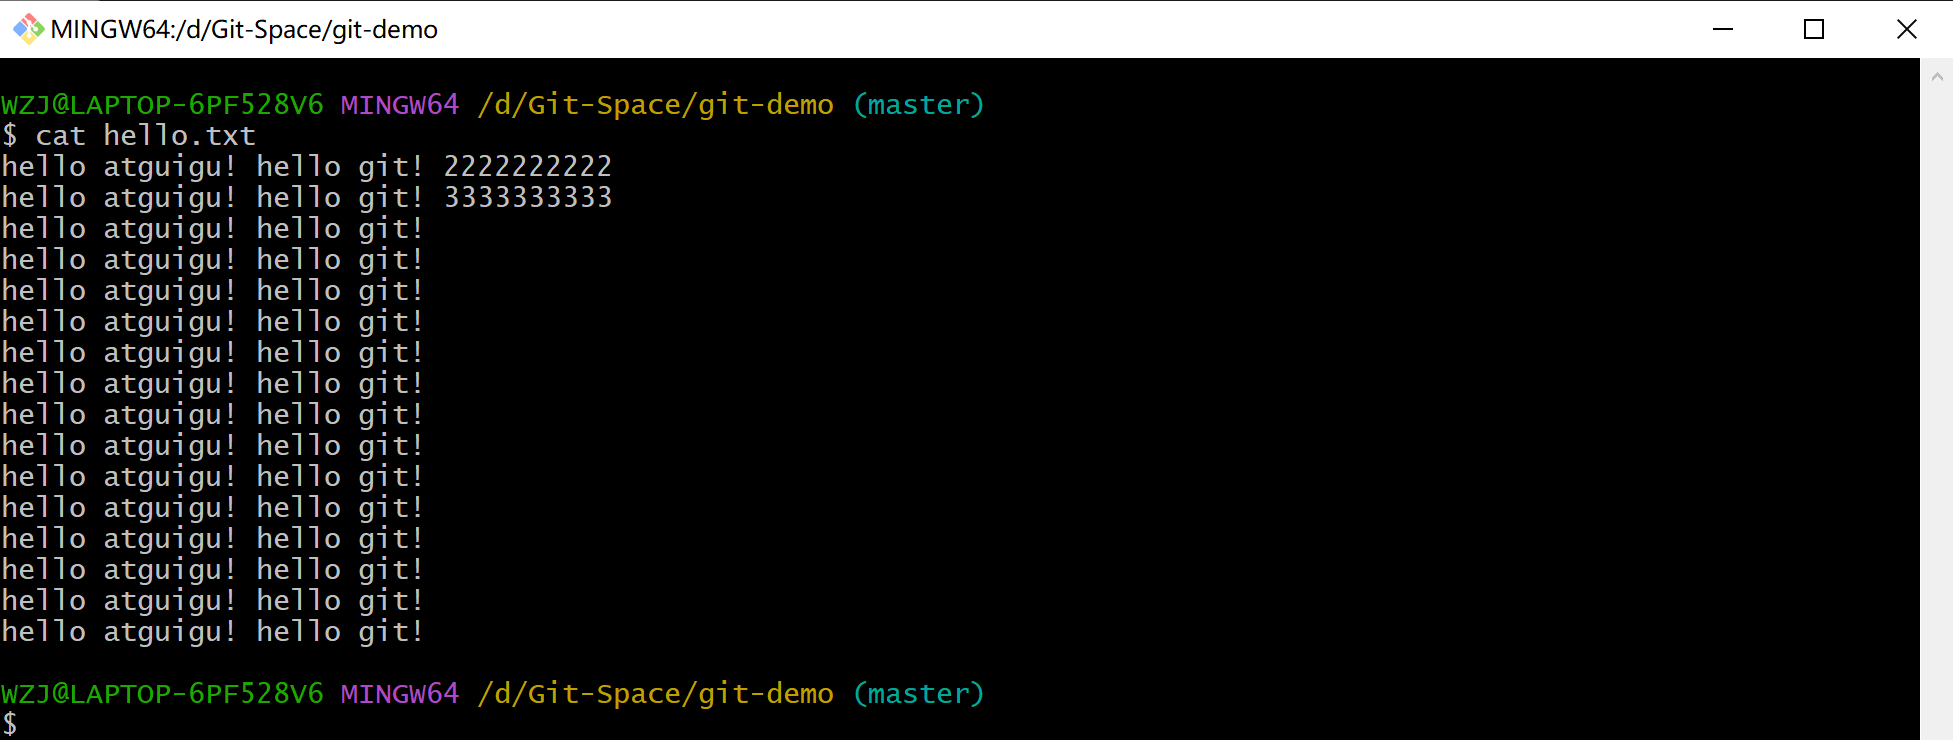 MINGW64:/d/Git-Space/git-demo
WZJ@LAPTOP-6PF528V6 MINGW64 /d/Git-Space/git-demo (master)
$ cat hello.txt
hello atguigu! hello git! 2222222222
hello atguigu! hello git! 3333333333
hello atguigu! hello git!
hello atguigu! hello git!
hello atguigu! hello git!
hello atguigu! hello git!
hello atguigu! hello git!
hello atguigu! hello git!
hello atguigu! hello git!
hello atguigu! hello git!
hello atguigu! hello git!
hello atguigu! hello git!
hello atguigu! hello git!
hello atguigu! hello git!
hello atguigu! hello git!
hello atguigu! hello git!
WZJ@LAPTOP-6PF528V6 MINGW64 /d/Git-Space/git-demo (master)
$